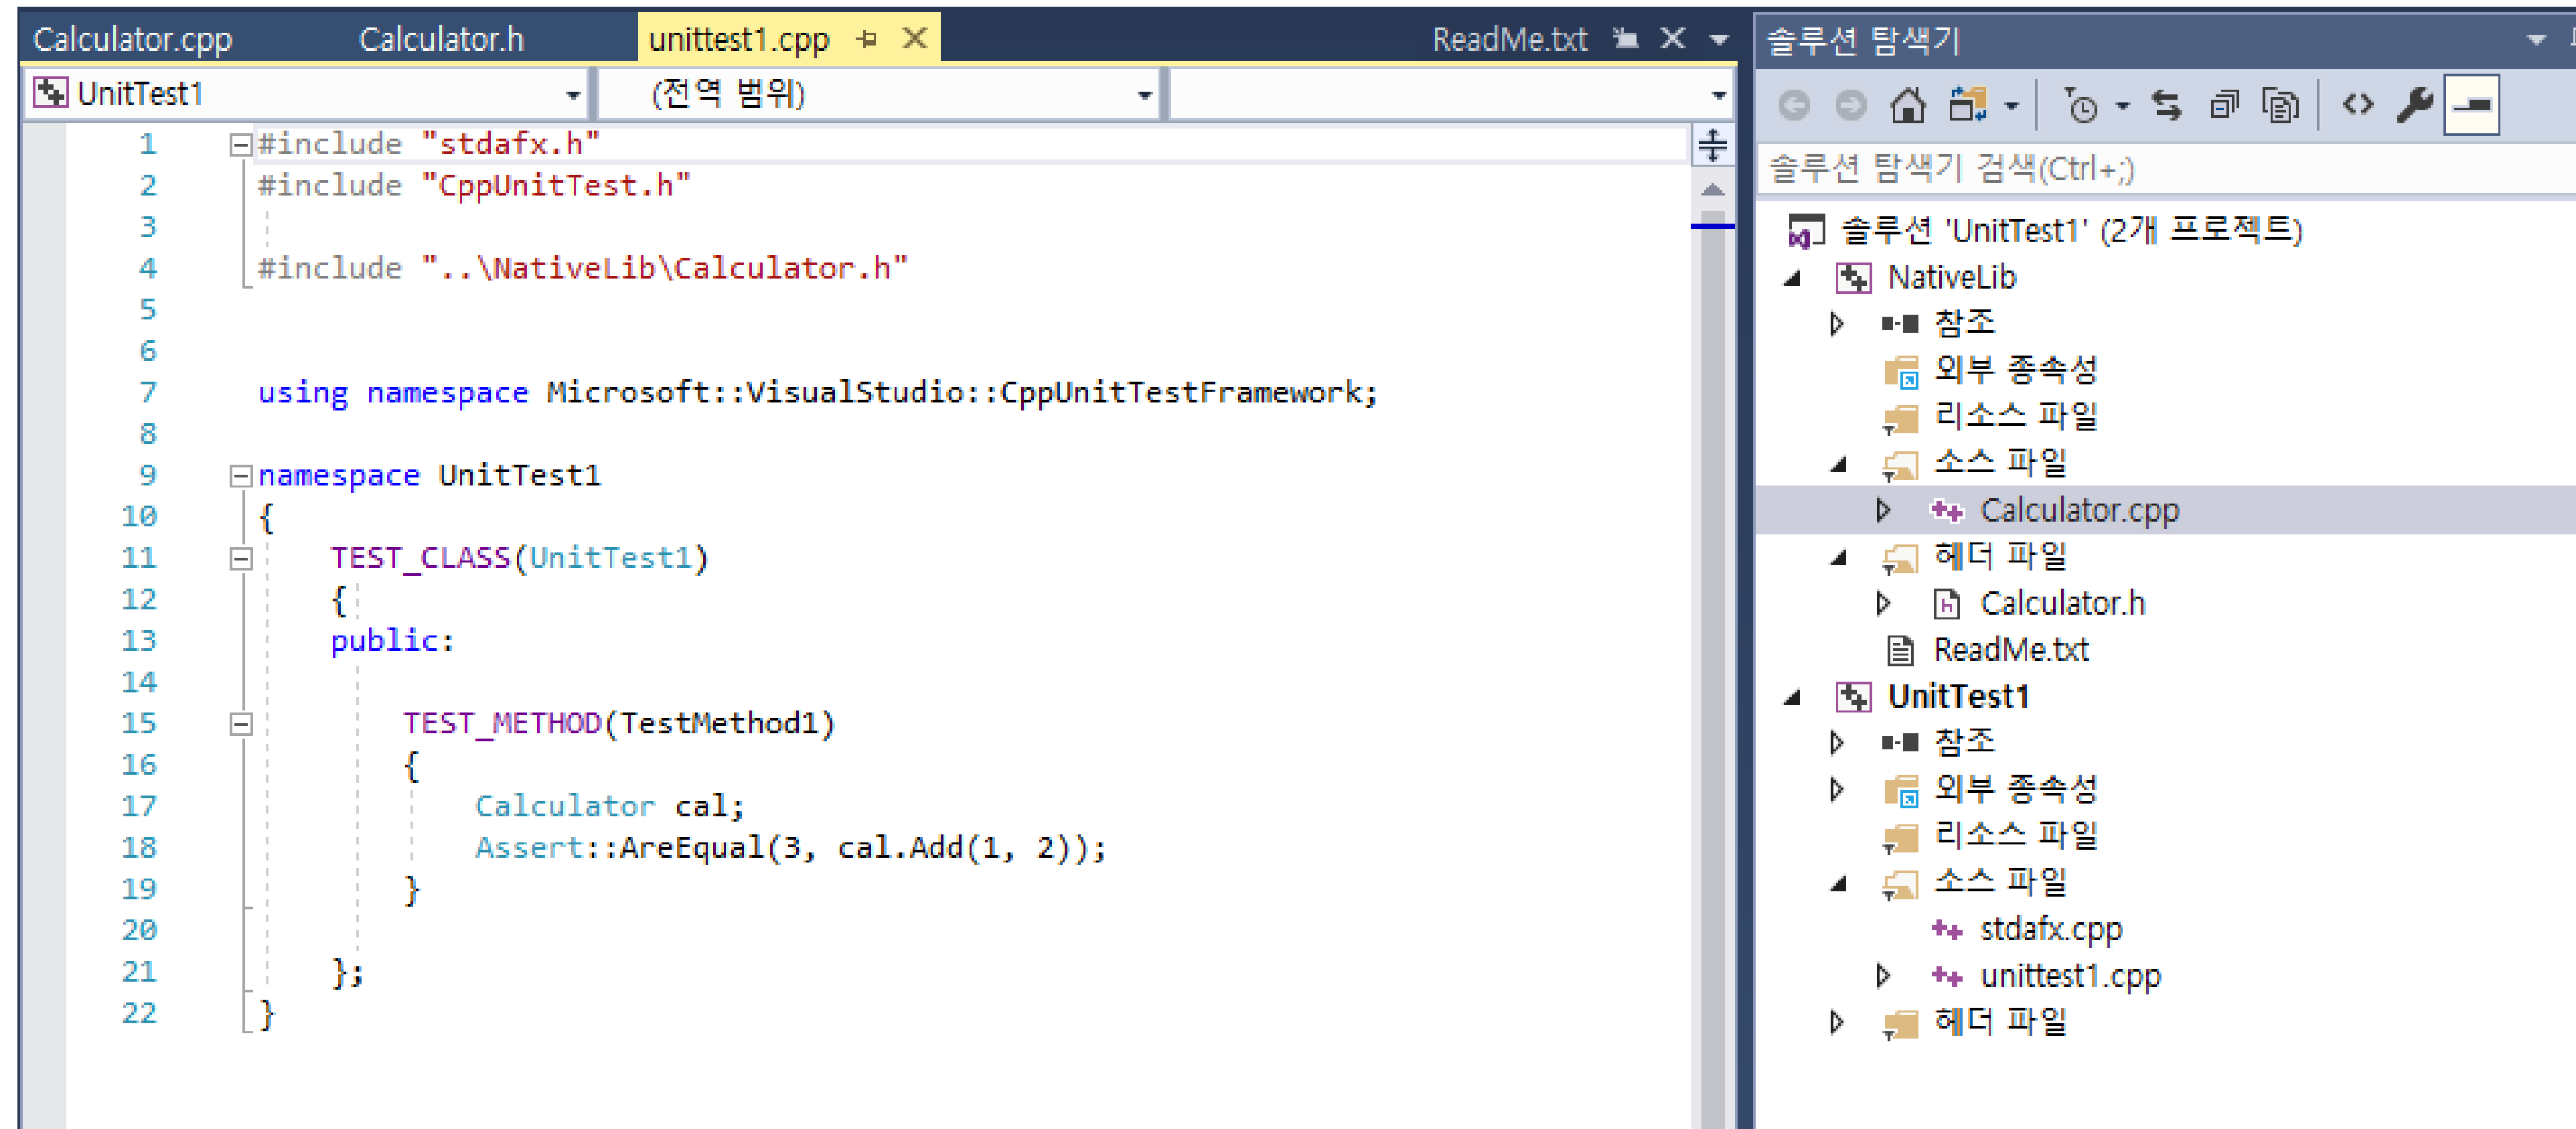 Calculator.cpp Calculator.h unittest1.cpp ReadMe.txt
UnitTest1 (전역 범위)
1 #include "stdafx.h"
2 #include "CppUnitTest.h"
3
4 #include "..\NativeLib\Calculator.h"
5
6
7 using namespace Microsoft::VisualStudio::CppUnitTestFramework;
8
9 namespace UnitTest1
10 {
11 TEST_CLASS(UnitTest1)
12 {
13 public:
14
15 TEST_METHOD(TestMethod1)
16 {
17 Calculator cal;
18 Assert::AreEqual(3, cal.Add(1, 2));
19 }
20
21 };
22 }
솔루션 탐색기
솔루션 탐색기 검색(Ctrl+;)
솔루션 'UnitTest1' (2개 프로젝트)
NativeLib
참조
외부 종속성
리소스 파일
소스 파일
Calculator.cpp
헤더 파일
Calculator.h
ReadMe.txt
UnitTest1
참조
외부 종속성
리소스 파일
소스 파일
stdafx.cpp
unittest1.cpp
헤더 파일